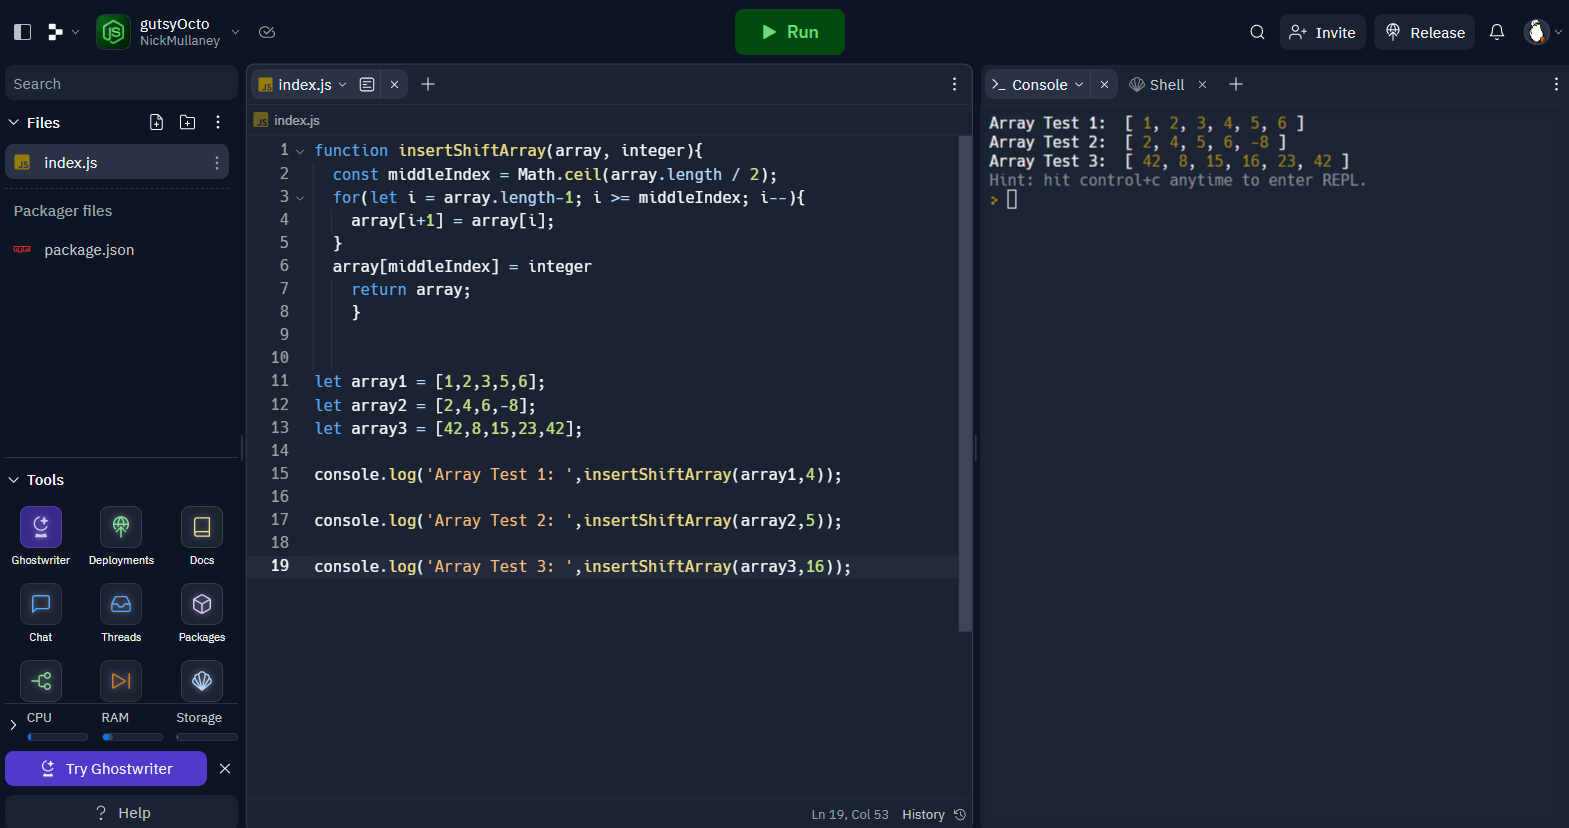 gutsyOcto
NickMullaney
Run
Invite
Release
Search
Files
JS index.js
Packager files
npm package.json
Tools
Ghostwriter
Deployments
Docs
Chat
Threads
Packages
CPU
RAM
Storage
Try Ghostwriter
? Help
JS index.js
JS index.js
1 function insertShiftArray(array, integer){
2 const middleIndex = Math.ceil(array.length / 2);
3 for(let i = array.length-1; i >= middleIndex; i--){
4 array[i+1] = array[i];
5 }
6 array[middleIndex] = integer
7 return array;
8 }
9
10
11 let array1 = [1,2,3,5,6];
12 let array2 = [2,4,6,-8];
13 let array3 = [42,8,15,23,42];
14
15 console.log('Array Test 1: ',insertShiftArray(array1,4));
16
17 console.log('Array Test 2: ',insertShiftArray(array2,5));
18
19 console.log('Array Test 3: ',insertShiftArray(array3,16));
Ln 19, Col 53
History
>_ Console
Shell
Array Test 1:  [ 1, 2, 3, 4, 5, 6 ]
Array Test 2:  [ 2, 4, 5, 6, -8 ]
Array Test 3:  [ 42, 8, 15, 16, 23, 42 ]
Hint: hit control+c anytime to enter REPL.
>